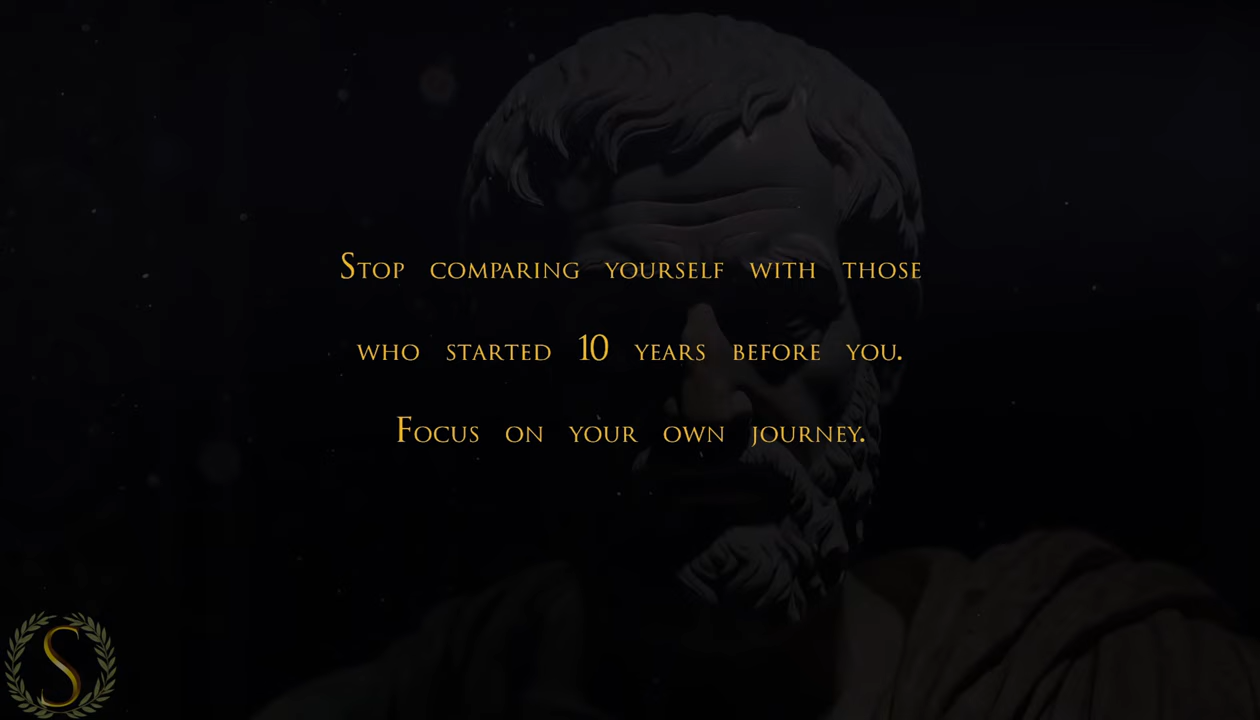 Stop comparing yourself with those
who started 10 years before you.
Focus on your own journey.
S